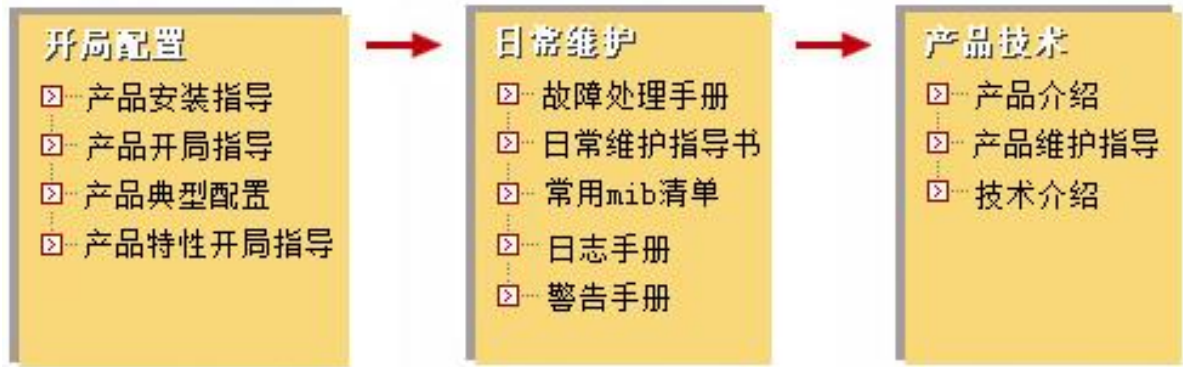 开局配置
产品安装指导
产品开局指导
产品典型配置
产品特性开局指导
日常维护
故障处理手册
日常维护指导书
常用mib清单
日志手册
警告手册
产品技术
产品介绍
产品维护指导
技术介绍